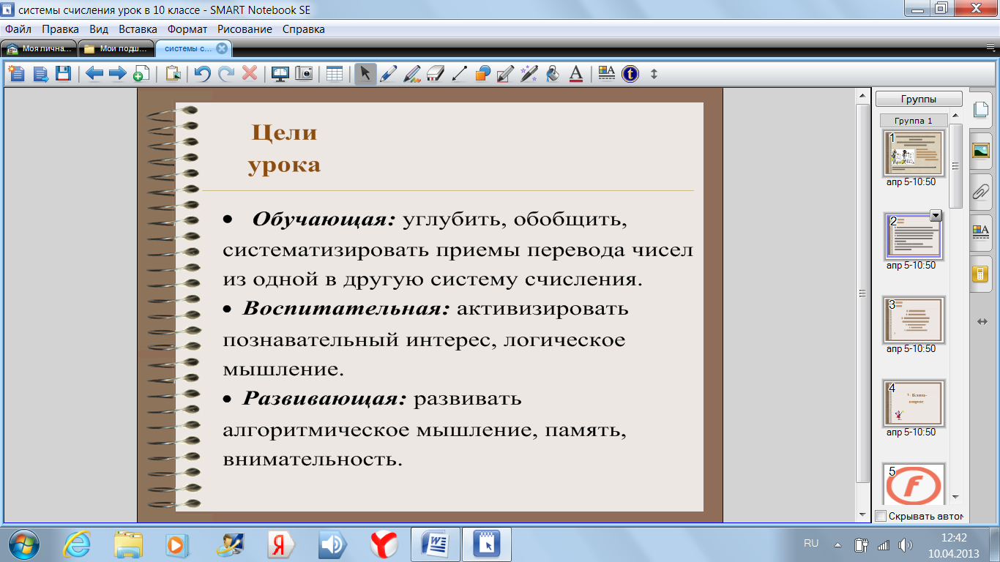 системы счисления урок в 10 классе - SMART Notebook SE
Файл Правка Вид Вставка Формат Рисование Справка
Моя лична... Мои подш... системы с...
Группы
Группа 1
Цели
урока
• Обучающая: углубить, обобщить,
систематизировать приемы перевода чисел
из одной в другую систему счисления.
• Воспитательная: активизировать
познавательный интерес, логическое
мышление.
• Развивающая: развивать
алгоритмическое мышление, память,
внимательность.
1
апр 5-10:50
2
апр 5-10:50
3
апр 5-10:50
4
1. Блиц-
опрос
апр 5-10:50
5
Скрывать автом
RU
12:42
10.04.2013